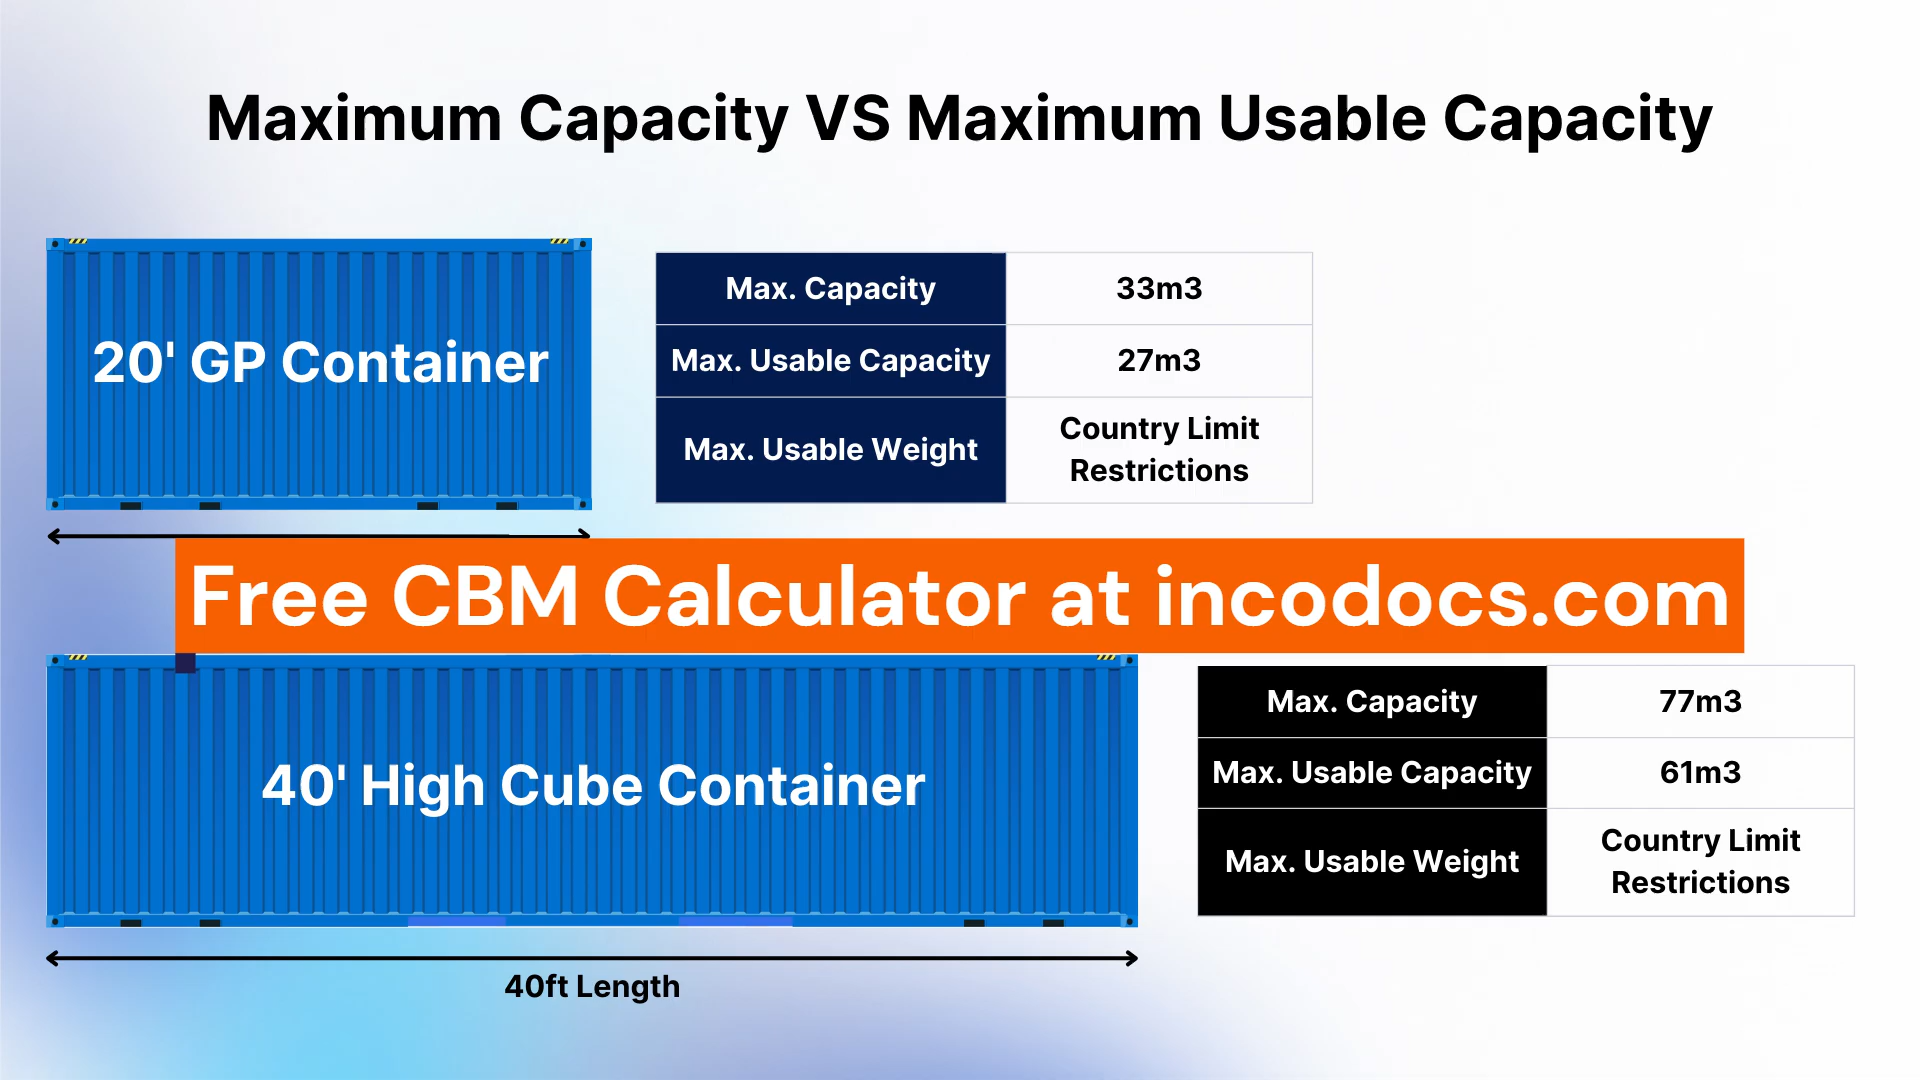 Maximum Capacity VS Maximum Usable Capacity
20' GP Container
Max. Capacity
33m3
Max. Usable Capacity
27m3
Max. Usable Weight
Country Limit
Restrictions
Free CBM Calculator at incodocs.com
40' High Cube Container
Max. Capacity
77m3
Max. Usable Capacity
61m3
Max. Usable Weight
Country Limit
Restrictions
40ft Length